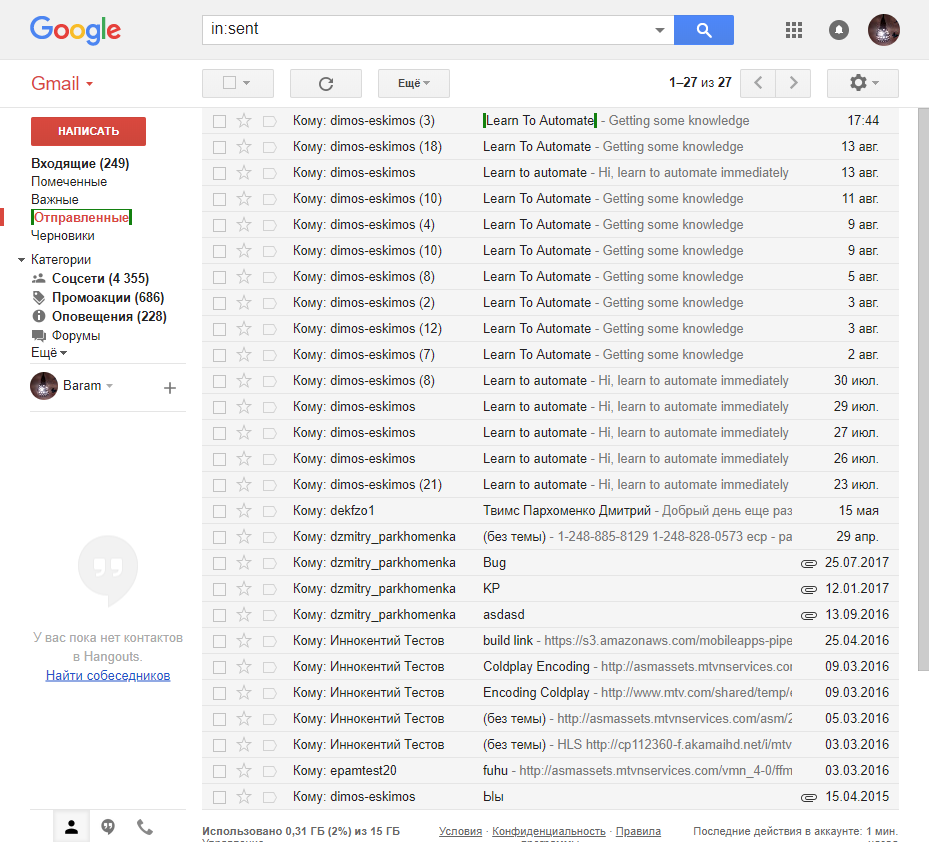 Google
in:sent
Gmail
Ещё
1–27 из 27
НАПИСАТЬ
Входящие (249)
Помеченные
Важные
Отправленные
Черновики
Категории
Соцсети (4 355)
Промоакции (686)
Оповещения (228)
Форумы
Ещё
Baram
У вас пока нет контактов
в Hangouts.
Найти собеседников
Кому: dimos-eskimos (3) Learn To Automate - Getting some knowledge 17:44
Кому: dimos-eskimos (18) Learn To Automate - Getting some knowledge 13 авг.
Кому: dimos-eskimos Learn to automate - Hi, learn to automate immediately 13 авг.
Кому: dimos-eskimos (10) Learn To Automate - Getting some knowledge 11 авг.
Кому: dimos-eskimos (4) Learn To Automate - Getting some knowledge 9 авг.
Кому: dimos-eskimos (10) Learn To Automate - Getting some knowledge 9 авг.
Кому: dimos-eskimos (8) Learn To Automate - Getting some knowledge 5 авг.
Кому: dimos-eskimos (2) Learn To Automate - Getting some knowledge 3 авг.
Кому: dimos-eskimos (12) Learn To Automate - Getting some knowledge 3 авг.
Кому: dimos-eskimos (7) Learn To Automate - Getting some knowledge 2 авг.
Кому: dimos-eskimos (8) Learn to automate - Hi, learn to automate immediately 30 июл.
Кому: dimos-eskimos Learn to automate - Hi, learn to automate immediately 29 июл.
Кому: dimos-eskimos Learn to automate - Hi, learn to automate immediately 27 июл.
Кому: dimos-eskimos Learn to automate - Hi, learn to automate immediately 26 июл.
Кому: dimos-eskimos (21) Learn to automate - Hi, learn to automate immediately 23 июл.
Кому: dekfzo1 Твимс Пархоменко Дмитрий - Добрый день еще раз 15 мая
Кому: dzmitry_parkhomenka (без темы) - 1-248-885-8129 1-248-828-0573 ecp - pa 29 апр.
Кому: dzmitry_parkhomenka Bug 25.07.2017
Кому: dzmitry_parkhomenka KP 12.01.2017
Кому: dzmitry_parkhomenka asdasd 13.09.2016
Кому: Иннокентий Тестов build link - https://s3.amazonaws.com/mobileapps-pipe 25.04.2016
Кому: Иннокентий Тестов Coldplay Encoding - http://asmassets.mtvnservices.cor 09.03.2016
Кому: Иннокентий Тестов Encoding Coldplay - http://www.mtv.com/shared/temp/c 09.03.2016
Кому: Иннокентий Тестов (без темы) - http://asmassets.mtvnservices.com/asm/2 05.03.2016
Кому: Иннокентий Тестов (без темы) - HLS http://cp112360-f.akamaihd.net/i/mtv 03.03.2016
Кому: epamtest20 fuhu - http://asmassets.mtvnservices.com/vmn_4-0/ffm 03.03.2016
Кому: dimos-eskimos Ыы 15.04.2015
Использовано 0,31 ГБ (2%) из 15 ГБ Условия · Конфиденциальность · Правила Последние действия в аккаунте: 1 мин.